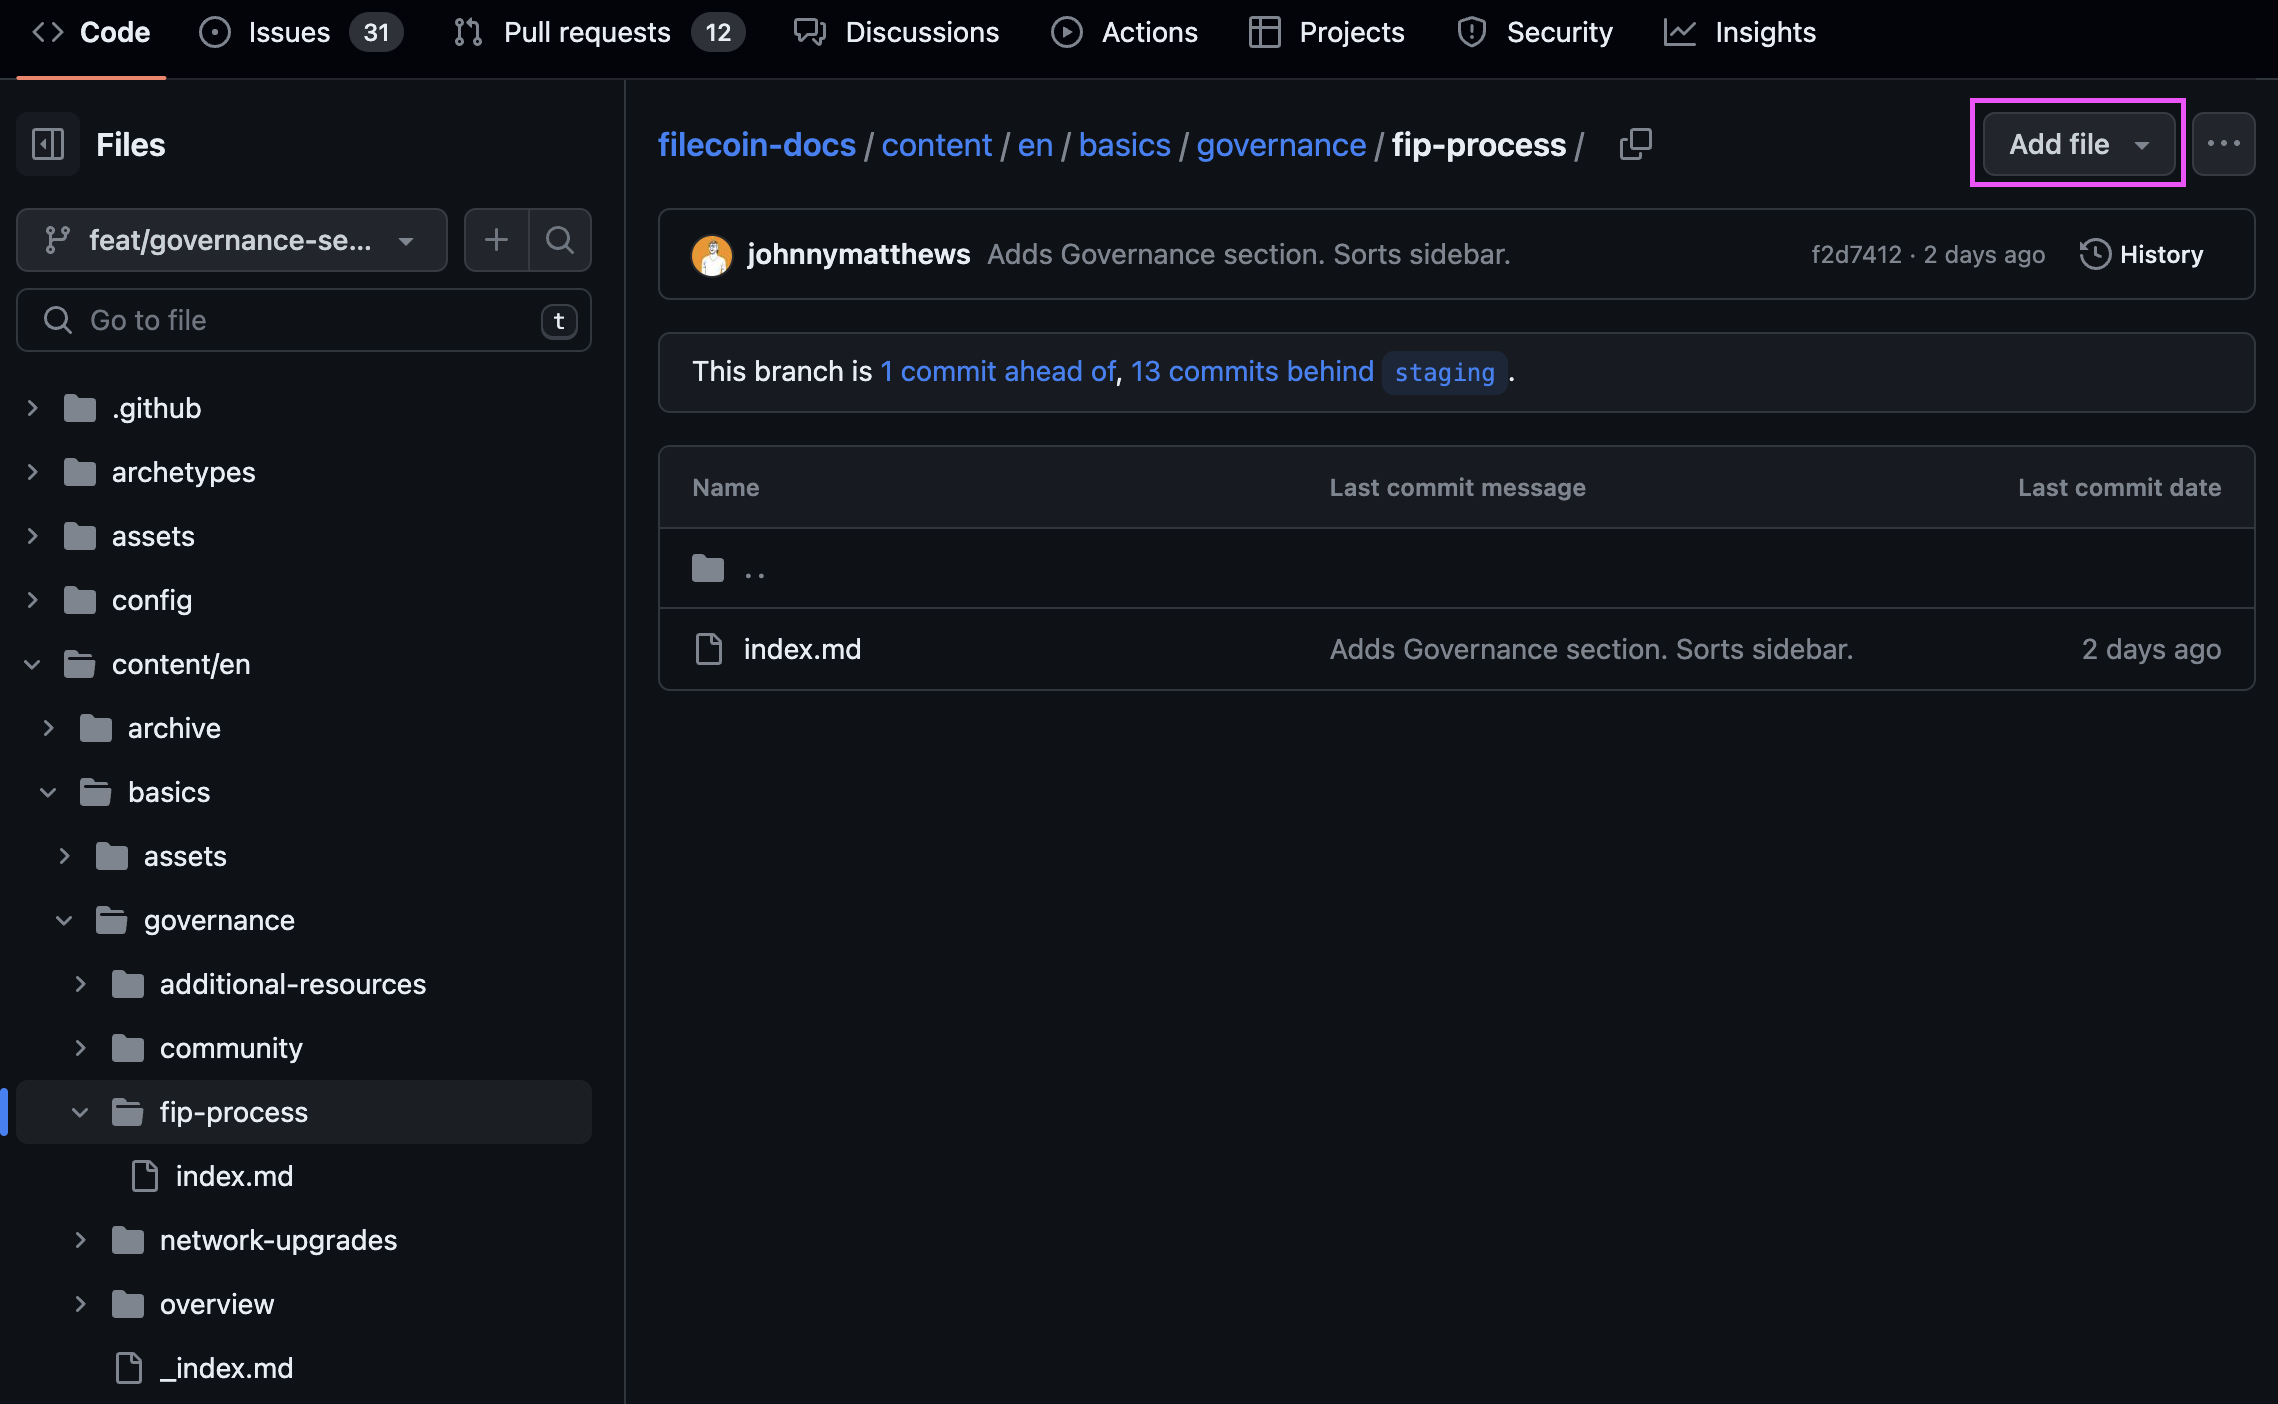 Code Issues 31 Pull requests 12 Discussions Actions Projects Security Insights
Files
feat/governance-se...
Go to file t
.github
archetypes
assets
config
content/en
archive
basics
assets
governance
additional-resources
community
fip-process
index.md
network-upgrades
overview
_index.md
filecoin-docs / content / en / basics / governance / fip-process /
Add file
johnnymatthews Adds Governance section. Sorts sidebar. f2d7412 · 2 days ago History
This branch is 1 commit ahead of, 13 commits behind staging .
Name Last commit message Last commit date
..
index.md Adds Governance section. Sorts sidebar. 2 days ago